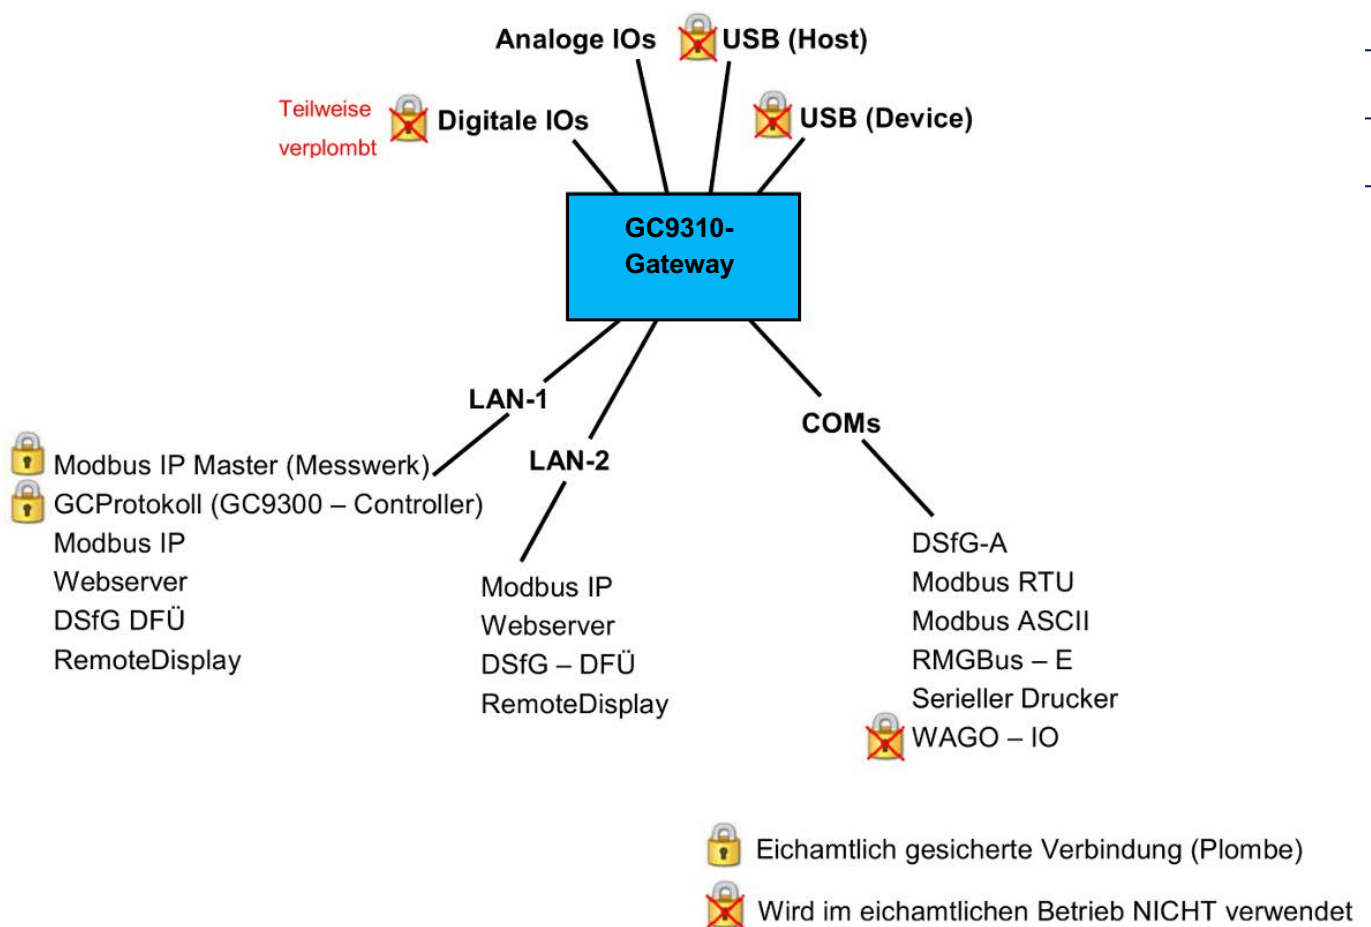 Analoge IOs
USB (Host)
Teilweise
verplombt
Digitale IOs
USB (Device)
GC9310-
Gateway
LAN-1
LAN-2
COMs
Modbus IP Master (Messwerk)
GCProtokoll (GC9300 – Controller)
Modbus IP
Webserver
DSfG DFÜ
RemoteDisplay
Modbus IP
Webserver
DSfG – DFÜ
RemoteDisplay
DSfG-A
Modbus RTU
Modbus ASCII
RMGBus – E
Serieller Drucker
WAGO – IO
Eichamtlich gesicherte Verbindung (Plombe)
Wird im eichamtlichen Betrieb NICHT verwendet